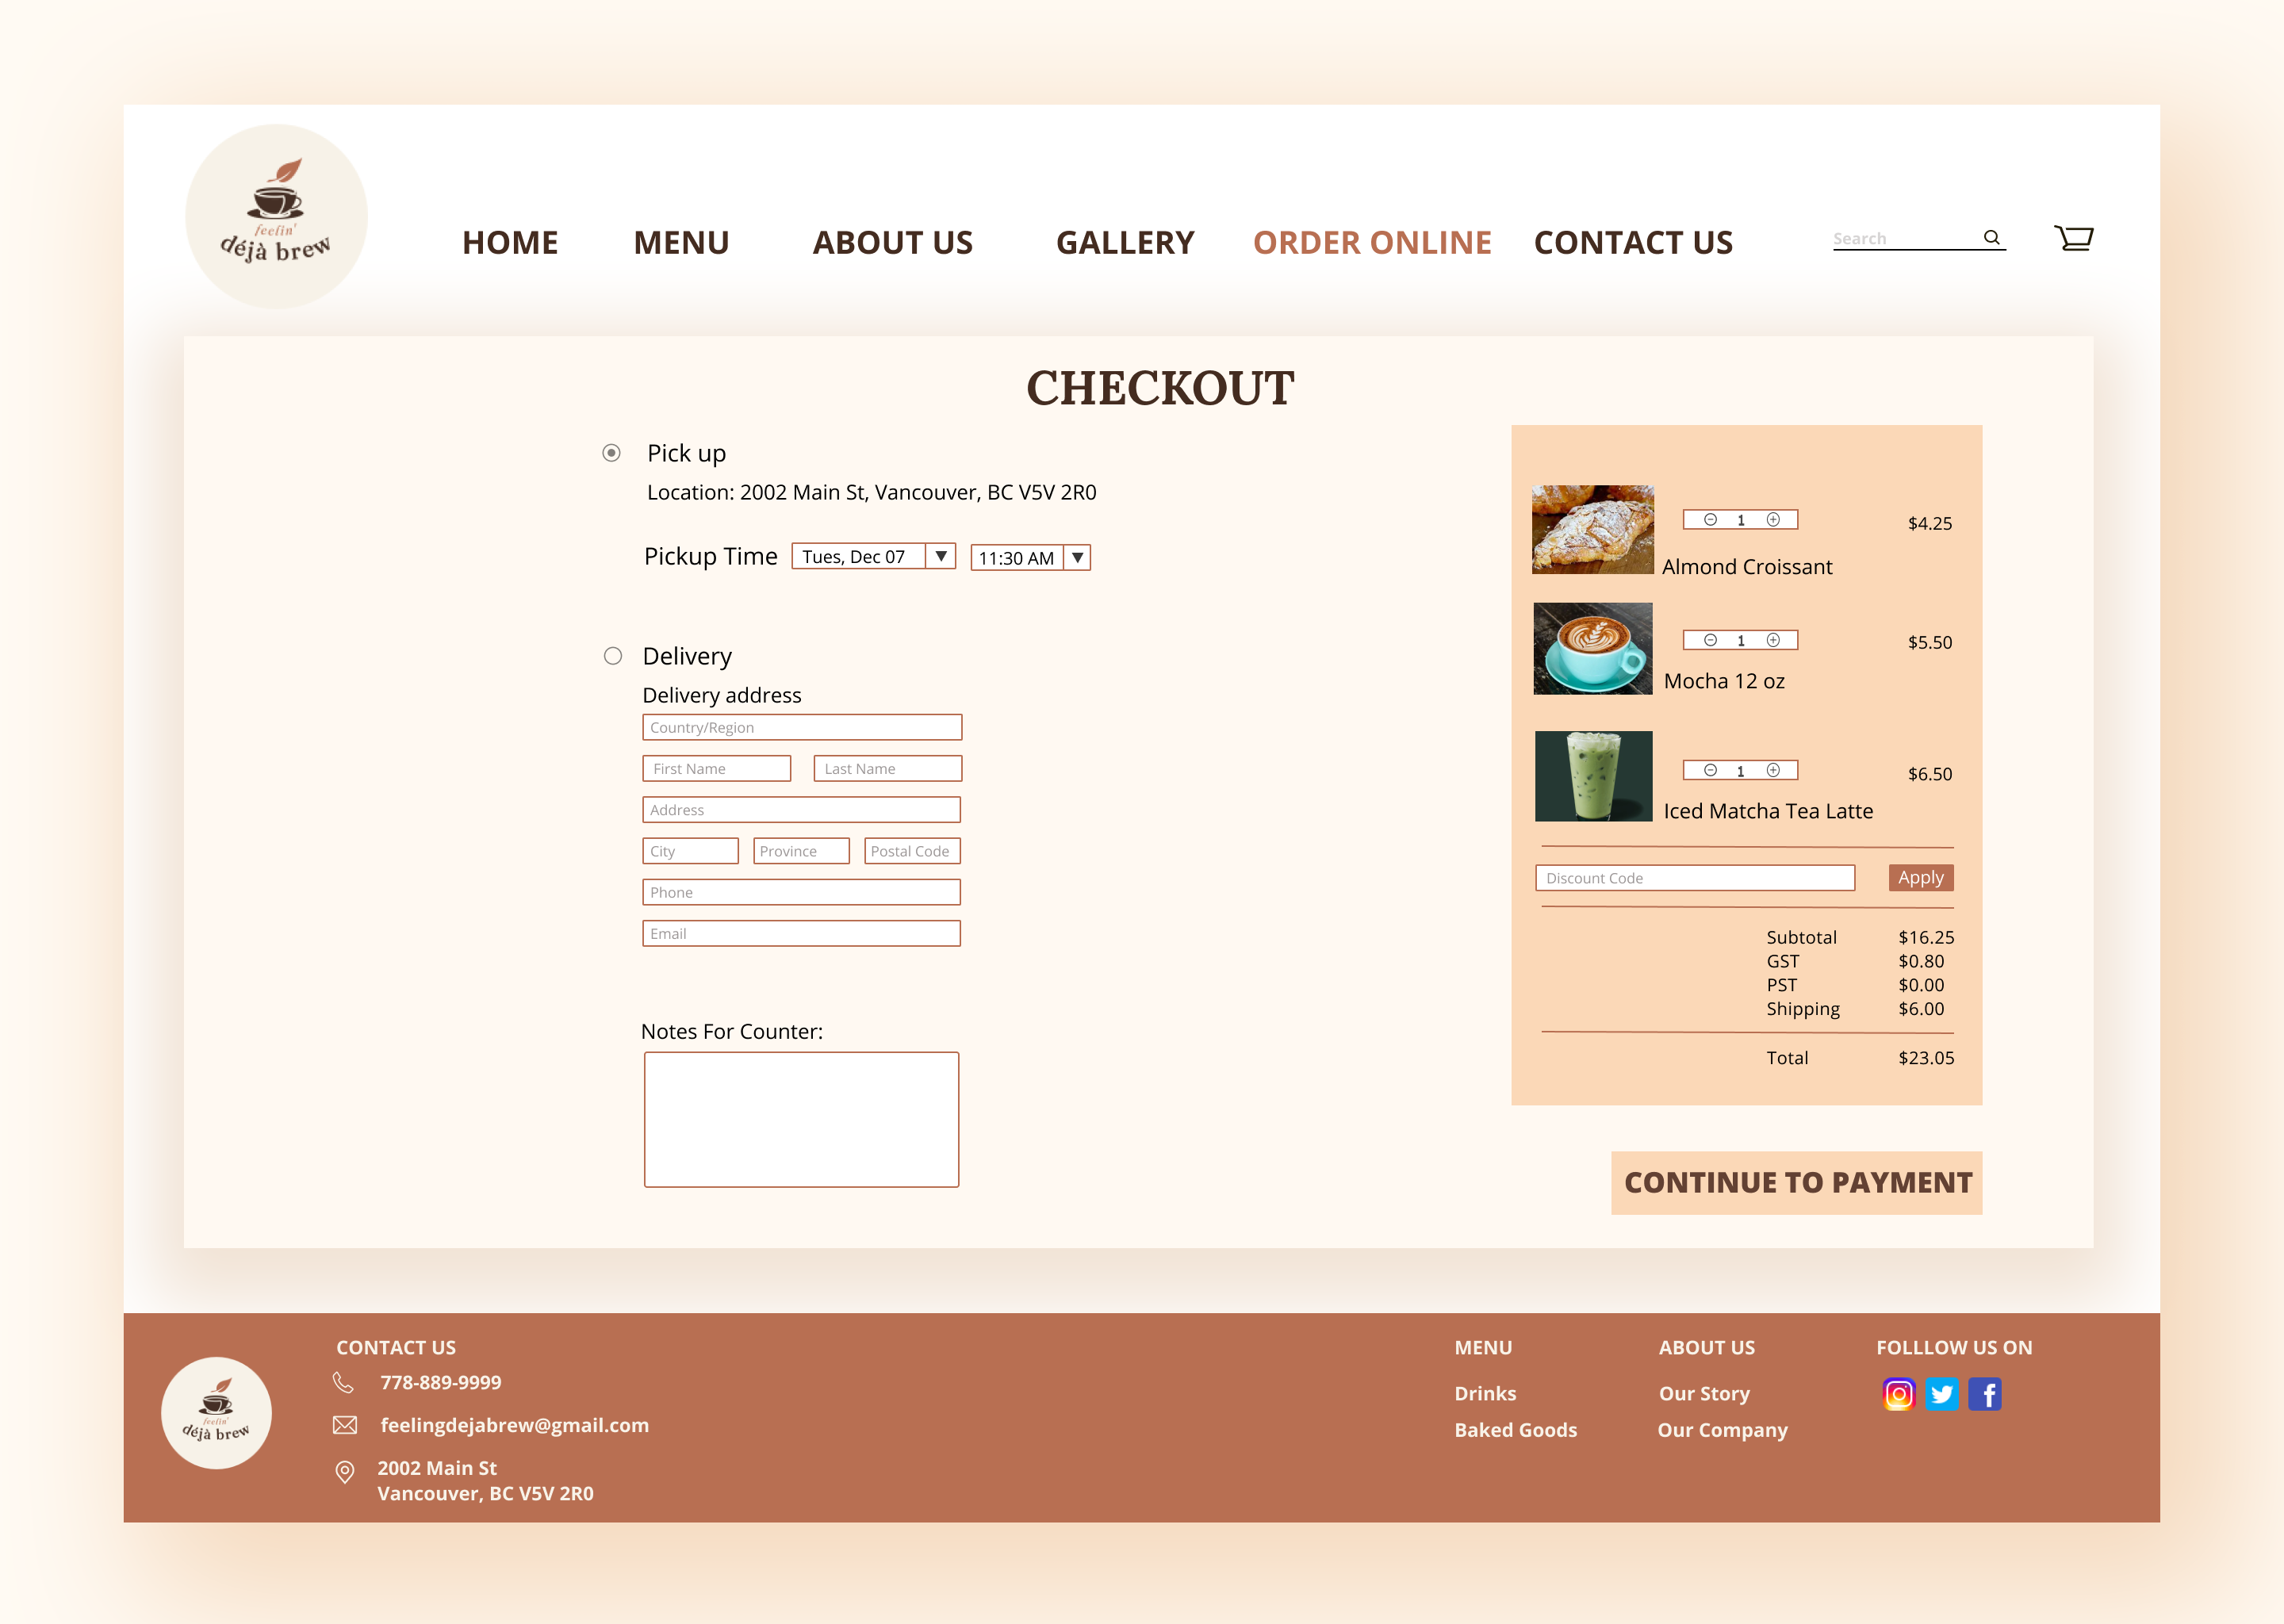 feelin'
déjà brew
HOME
MENU
ABOUT US
GALLERY
ORDER ONLINE
CONTACT US
Search
CHECKOUT
Pick up
Location: 2002 Main St, Vancouver, BC V5V 2R0
Pickup Time
Tues, Dec 07
11:30 AM
Delivery
Delivery address
Country/Region
First Name
Last Name
Address
City
Province
Postal Code
Phone
Email
Notes For Counter:
1
$4.25
Almond Croissant
1
$5.50
Mocha 12 oz
1
$6.50
Iced Matcha Tea Latte
Discount Code
Apply
Subtotal $16.25
GST $0.80
PST $0.00
Shipping $6.00
Total $23.05
CONTINUE TO PAYMENT
feelin'
déjà brew
CONTACT US
778-889-9999
feelingdejabrew@gmail.com
2002 Main St
Vancouver, BC V5V 2R0
MENU
Drinks
Baked Goods
ABOUT US
Our Story
Our Company
FOLLLOW US ON